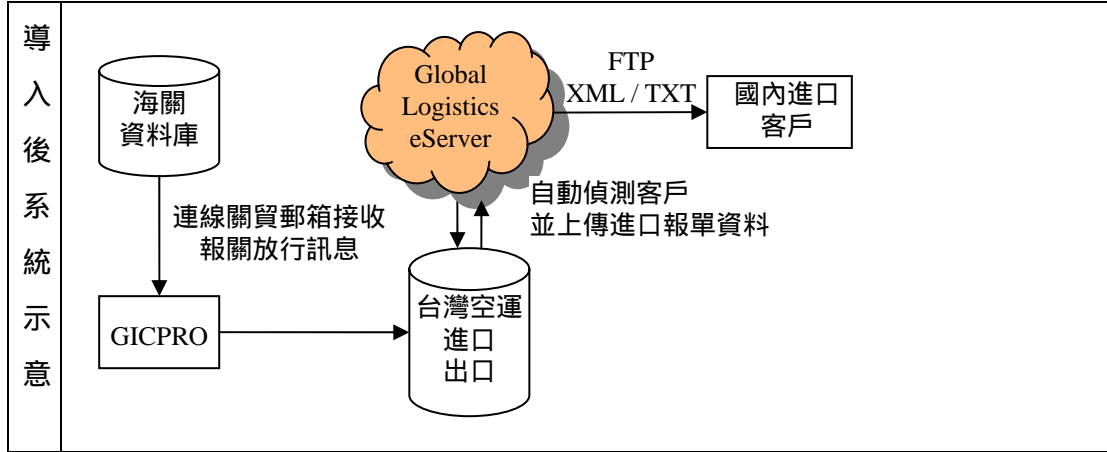 導入後系統示意
海關
資料庫
連線關貿郵箱接收
報關放行訊息
GICPRO
Global
Logistics
eServer
FTP
XML / TXT
國內進口
客戶
自動偵測客戶
並上傳進口報單資料
台灣空運
進口
出口